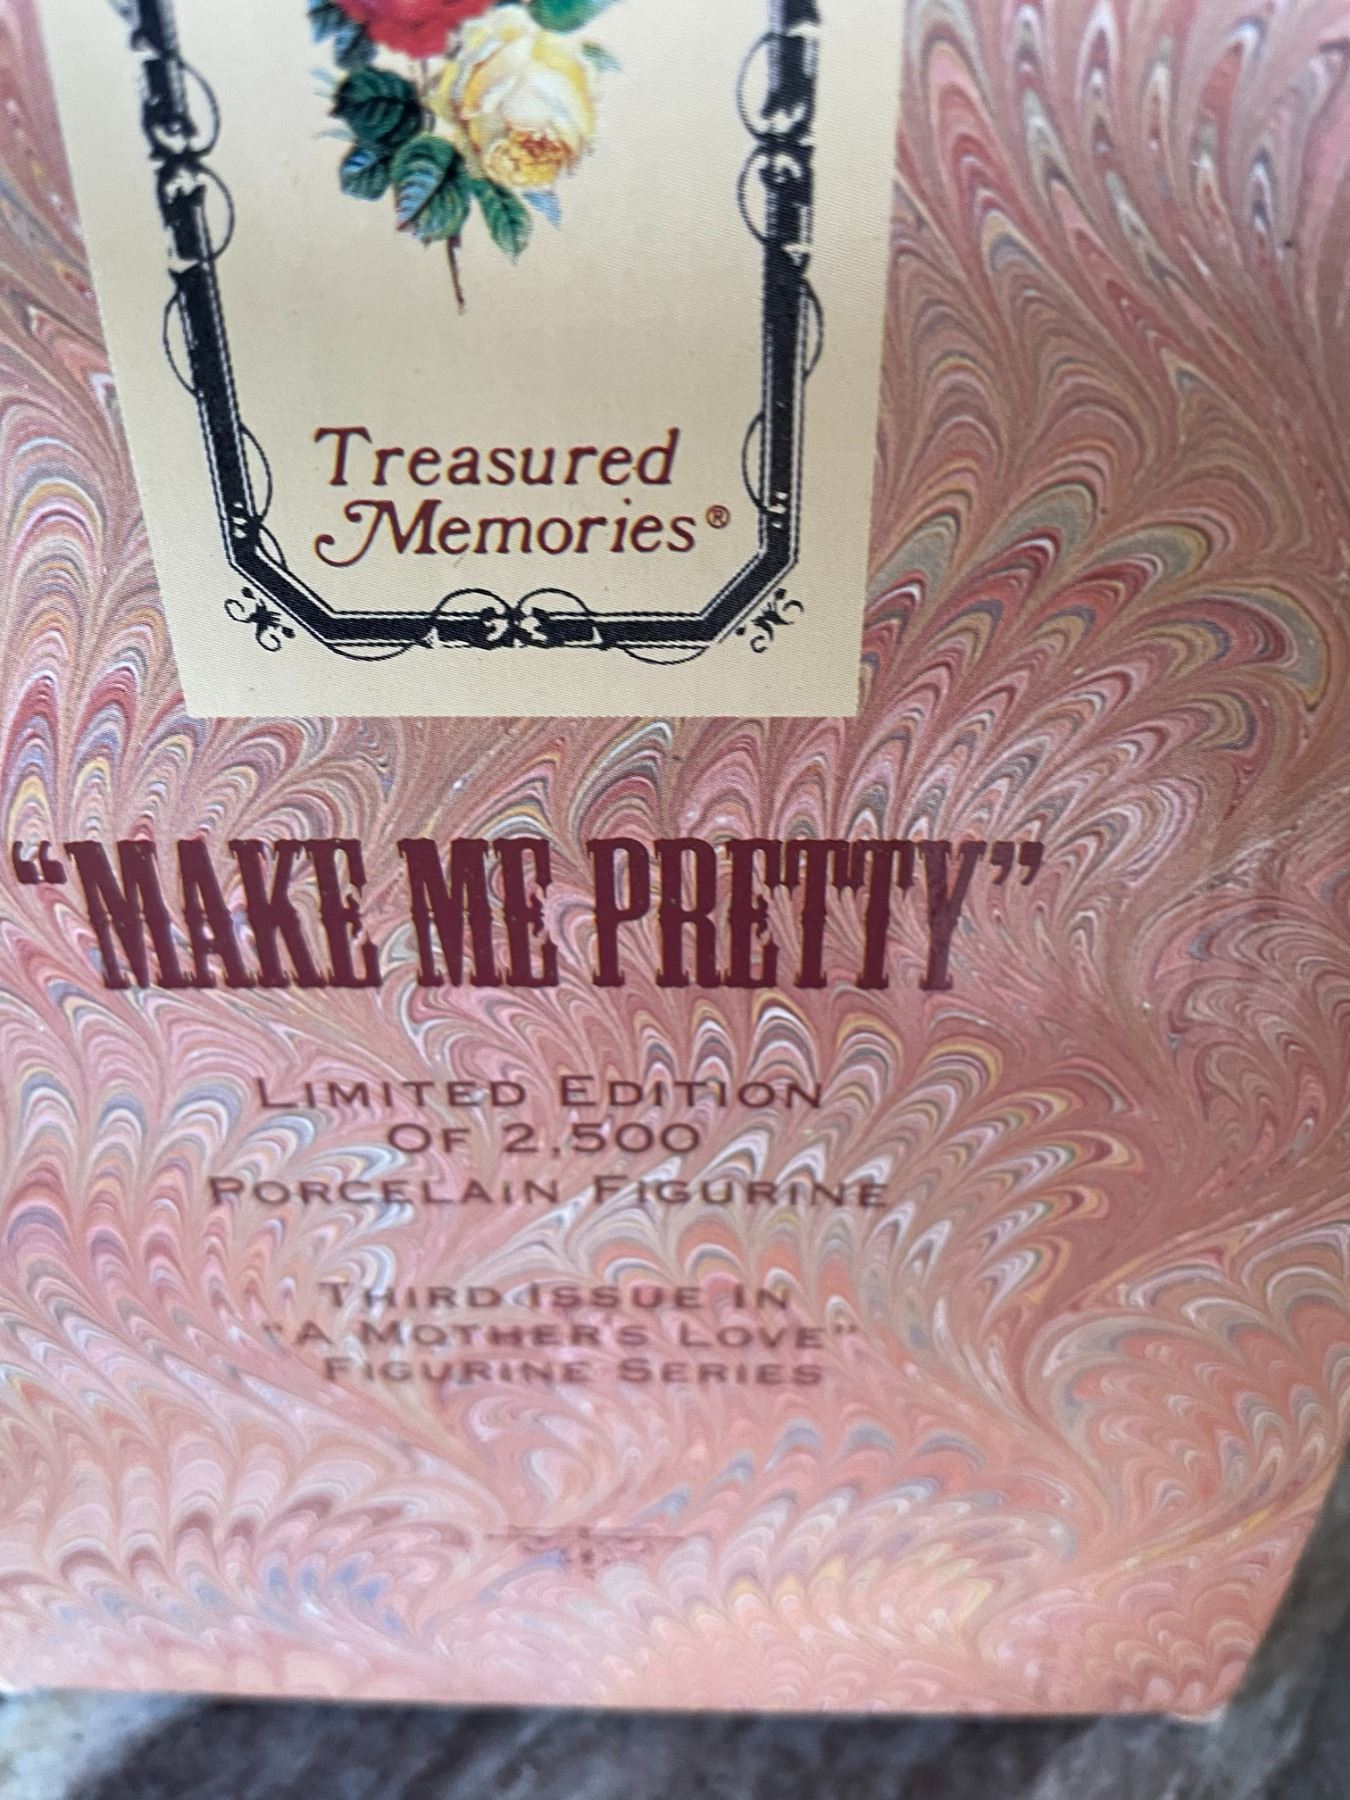 Treasured
Memories®
“MAKE ME PRETTY”
LIMITED EDITION
OF 2,500
PORCELAIN FIGURINE
THIRD ISSUE IN
"A MOTHER'S LOVE"
FIGURINE SERIES